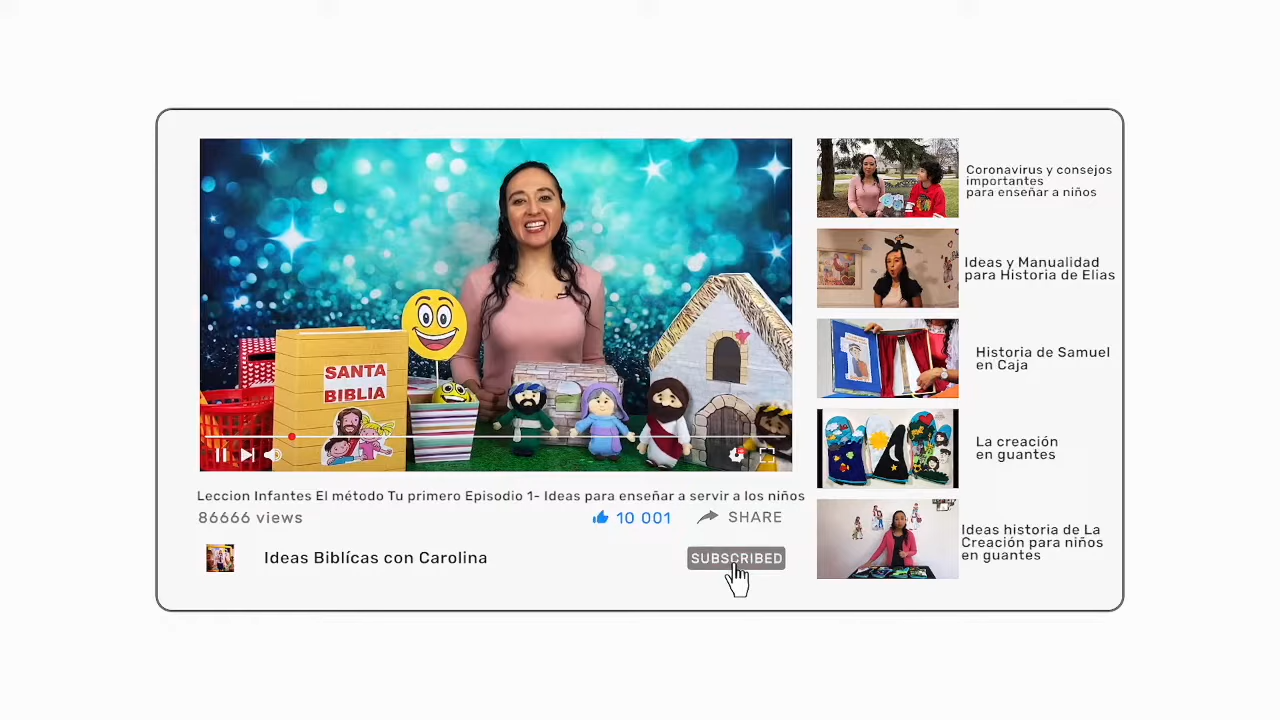 SANTA
BIBLIA
Leccion Infantes El método Tu primero Episodio 1- Ideas para enseñar a servir a los niños
86666 views
10 001
SHARE
Ideas Biblícas con Carolina
SUBSCRIBED
Coronavirus y consejos
importantes
para enseñar a niños
Ideas y Manualidad
para Historia de Elias
Historia de Samuel
en Caja
La creación
en guantes
Ideas historia de La
Creación para niños
en guantes